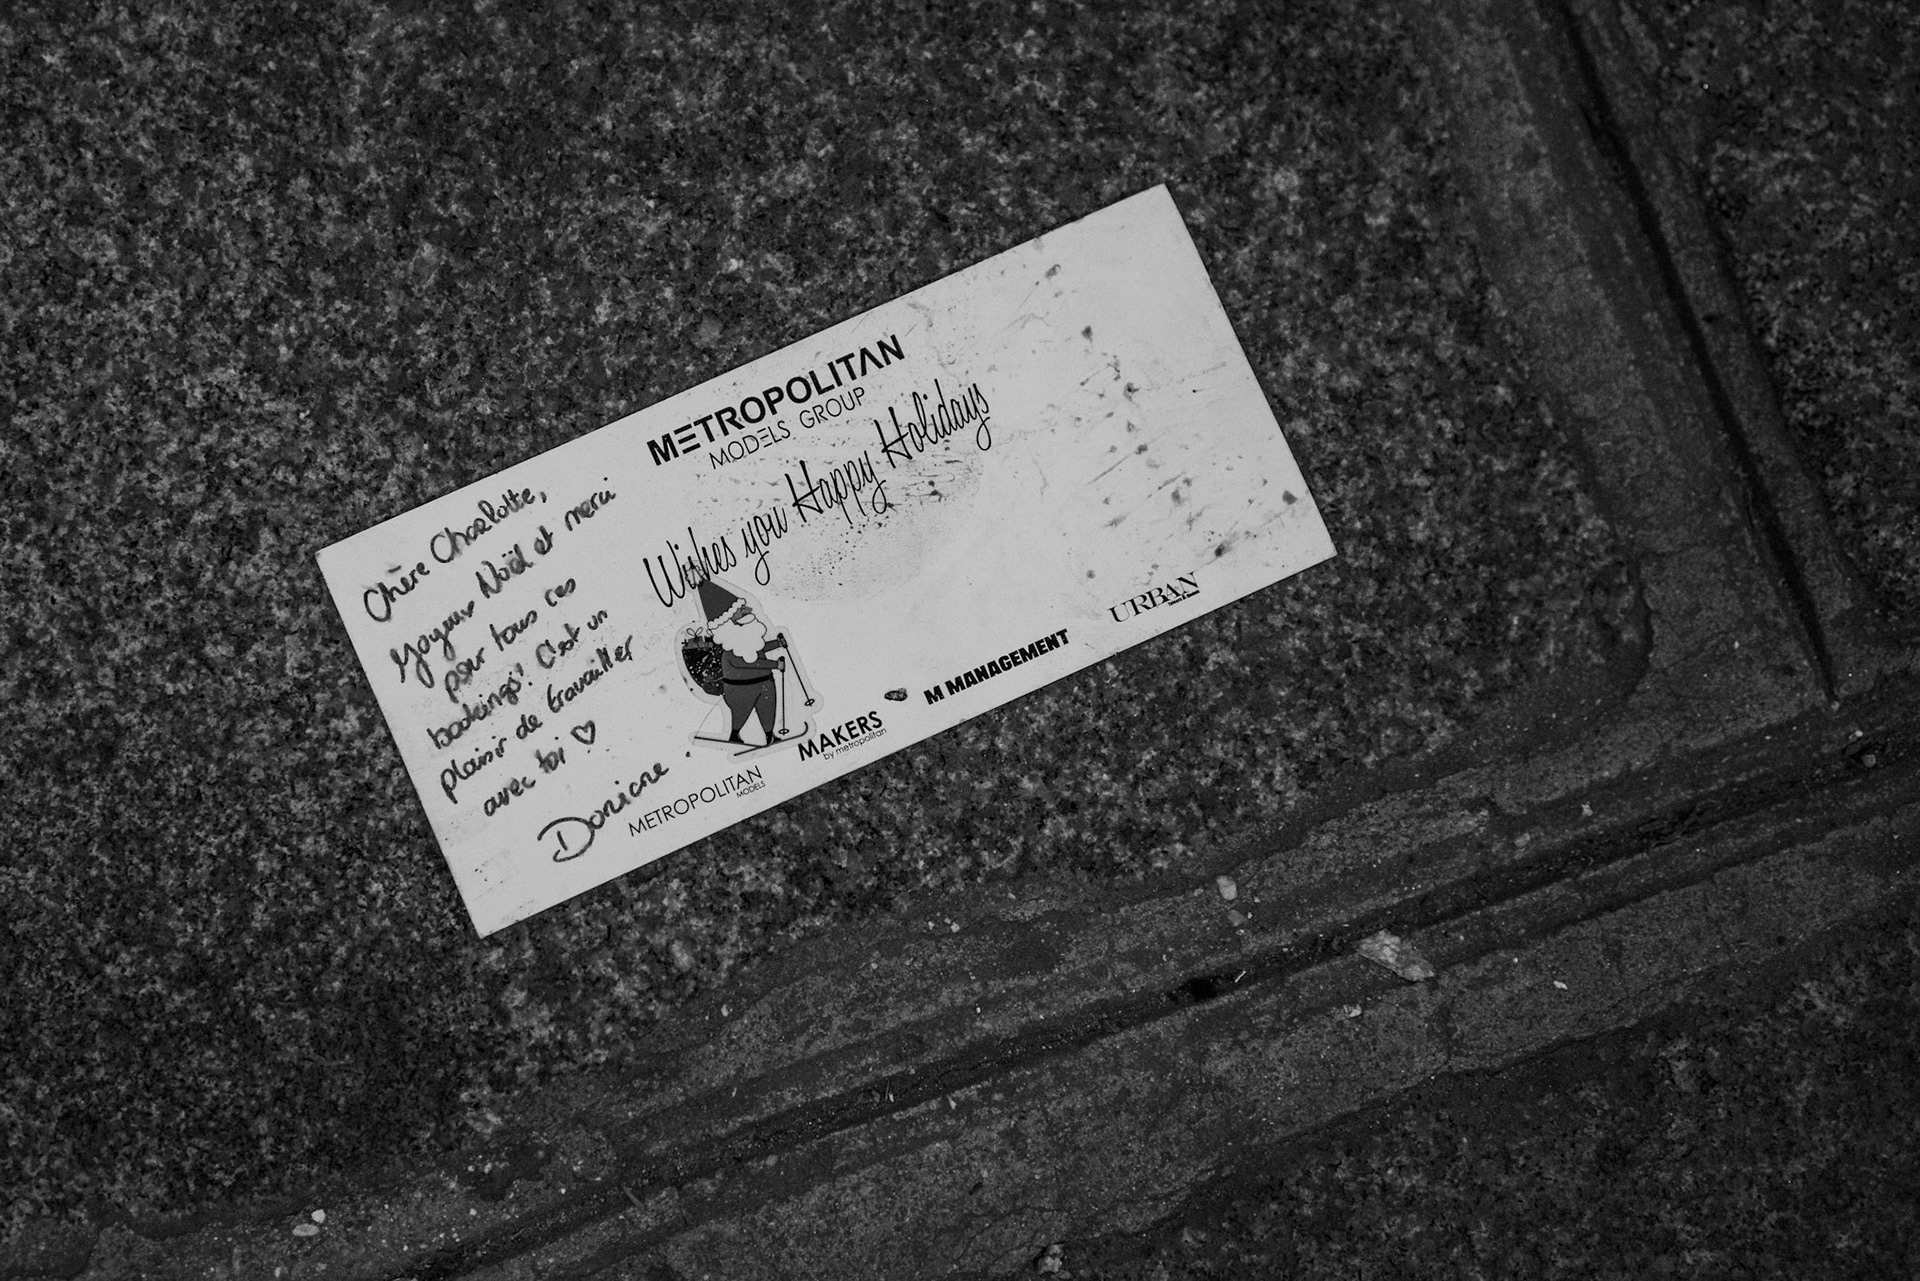 METROPOLITAN
MODELS GROUP
Wishes you Happy Holidays
Chère Charlotte,
Joyeux Noël et merci
pour tous ces
bookings! C'est un
plaisir de travailler
avec toi ♡
METROPOLITAN
MODELS
MAKERS
by metropolitan
M MANAGEMENT
URBAN